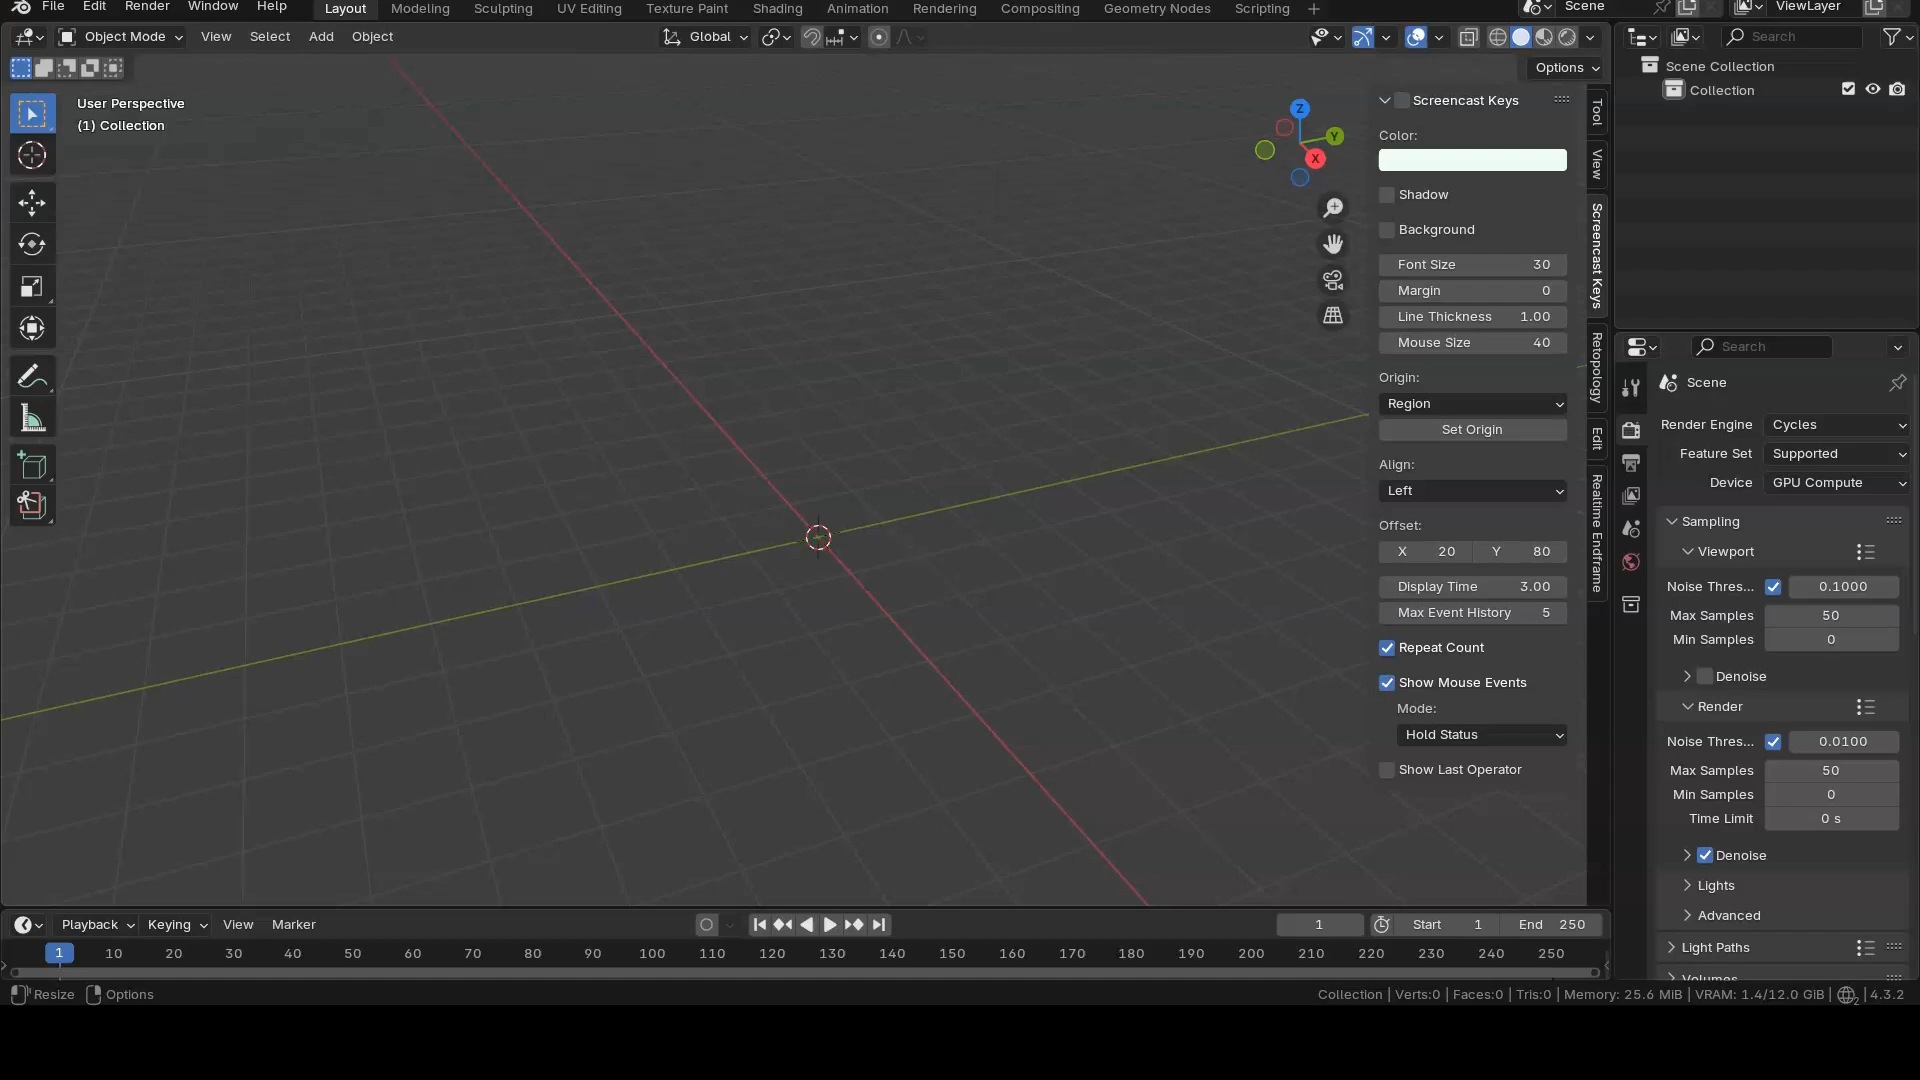 File Edit Render Window Help Layout Modeling Sculpting UV Editing Texture Paint Shading Animation Rendering Compositing Geometry Nodes Scripting + Scene ViewLayer
Object Mode View Select Add Object Global Search
Options
User Perspective
(1) Collection
Z
Y
X
Screencast Keys
Color:
Shadow
Background
Font Size 30
Margin 0
Line Thickness 1.00
Mouse Size 40
Origin:
Region
Set Origin
Align:
Left
Offset:
X 20 Y 80
Display Time 3.00
Max Event History 5
Repeat Count
Show Mouse Events
Mode:
Hold Status
Show Last Operator
Tool
View
Screencast Keys
Retopology
Edit
Realtime Endframe
Scene Collection
Collection
Search
Scene
Render Engine Cycles
Feature Set Supported
Device GPU Compute
Sampling
Viewport
Noise Thres... 0.1000
Max Samples 50
Min Samples 0
Denoise
Render
Noise Thres... 0.0100
Max Samples 50
Min Samples 0
Time Limit 0 s
Denoise
Lights
Advanced
Light Paths
Volumes
Playback Keying View Marker 1 Start 1 End 250
1 10 20 30 40 50 60 70 80 90 100 110 120 130 140 150 160 170 180 190 200 210 220 230 240 250
Resize Options Collection | Verts:0 | Faces:0 | Tris:0 | Memory: 25.6 MiB | VRAM: 1.4/12.0 GiB | 2 | 4.3.2